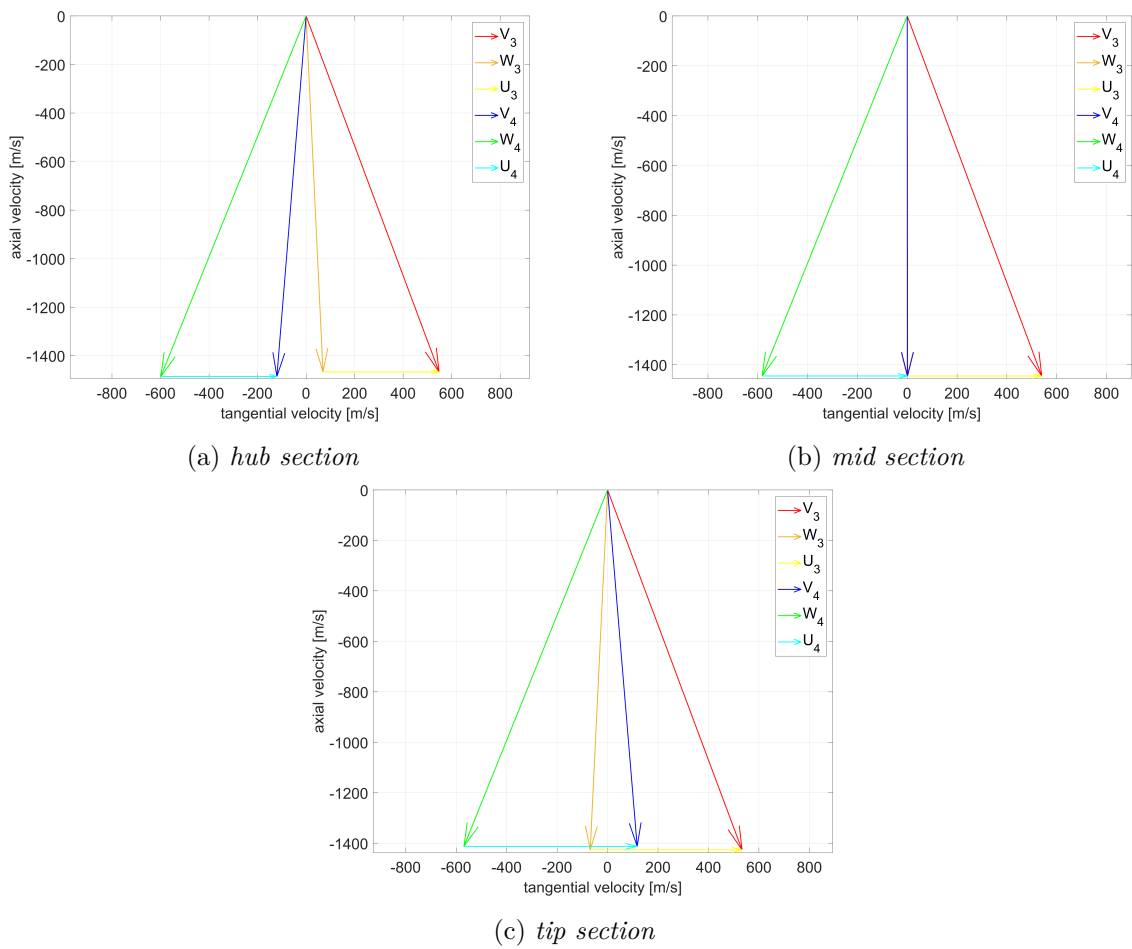 0
-200
-400
-600
-800
-1000
-1200
-1400
axial velocity [m/s]
-800 -600 -400 -200 0 200 400 600 800
tangential velocity [m/s]
V3
W3
U3
V4
W4
U4
(a) hub section
0
-200
-400
-600
-800
-1000
-1200
-1400
axial velocity [m/s]
-800 -600 -400 -200 0 200 400 600 800
tangential velocity [m/s]
V3
W3
U3
V4
W4
U4
(b) mid section
0
-200
-400
-600
-800
-1000
-1200
-1400
axial velocity [m/s]
-800 -600 -400 -200 0 200 400 600 800
tangential velocity [m/s]
V3
W3
U3
V4
W4
U4
(c) tip section